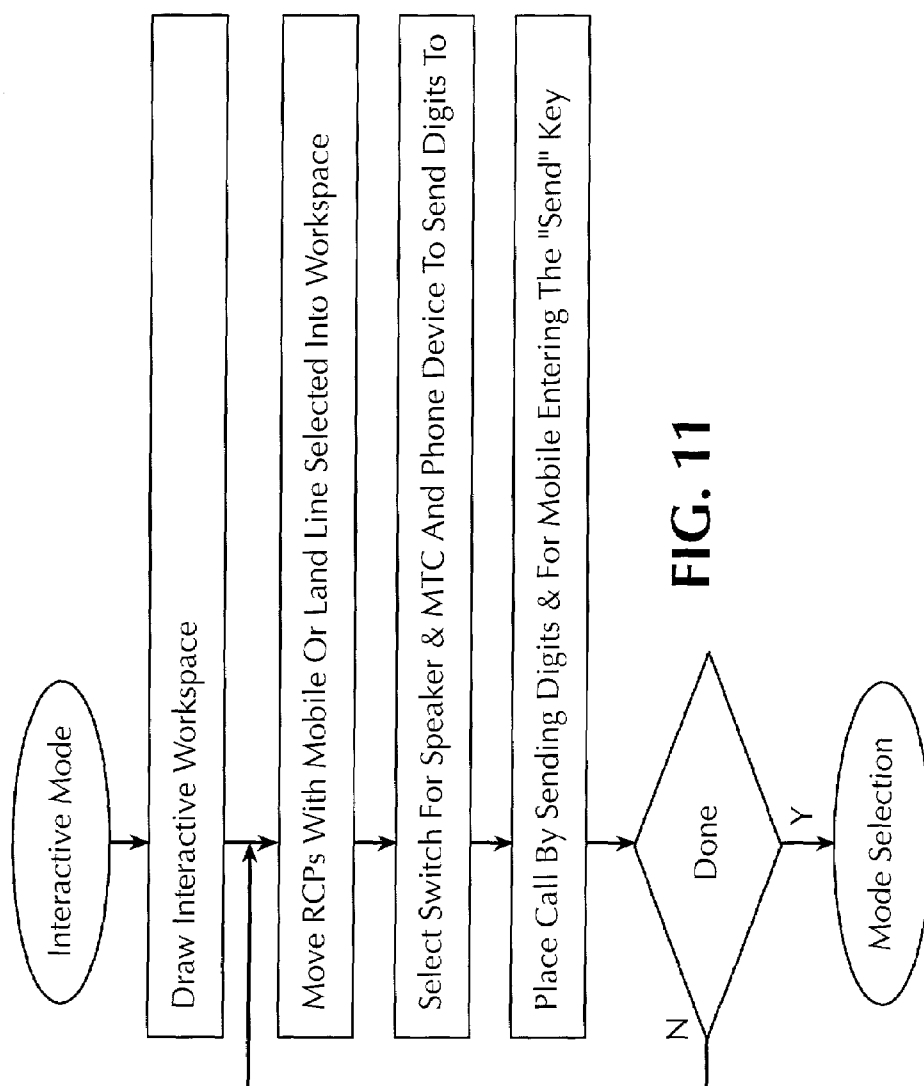 Interactive Mode
Draw Interactive Workspace
Move RCPs With Mobile Or Land Line Selected Into Workspace
Select Switch For Speaker & MTC And Phone Device To Send Digits To
Place Call By Sending Digits & For Mobile Entering The "Send" Key
Done
N
Y
Mode Selection
FIG. 11